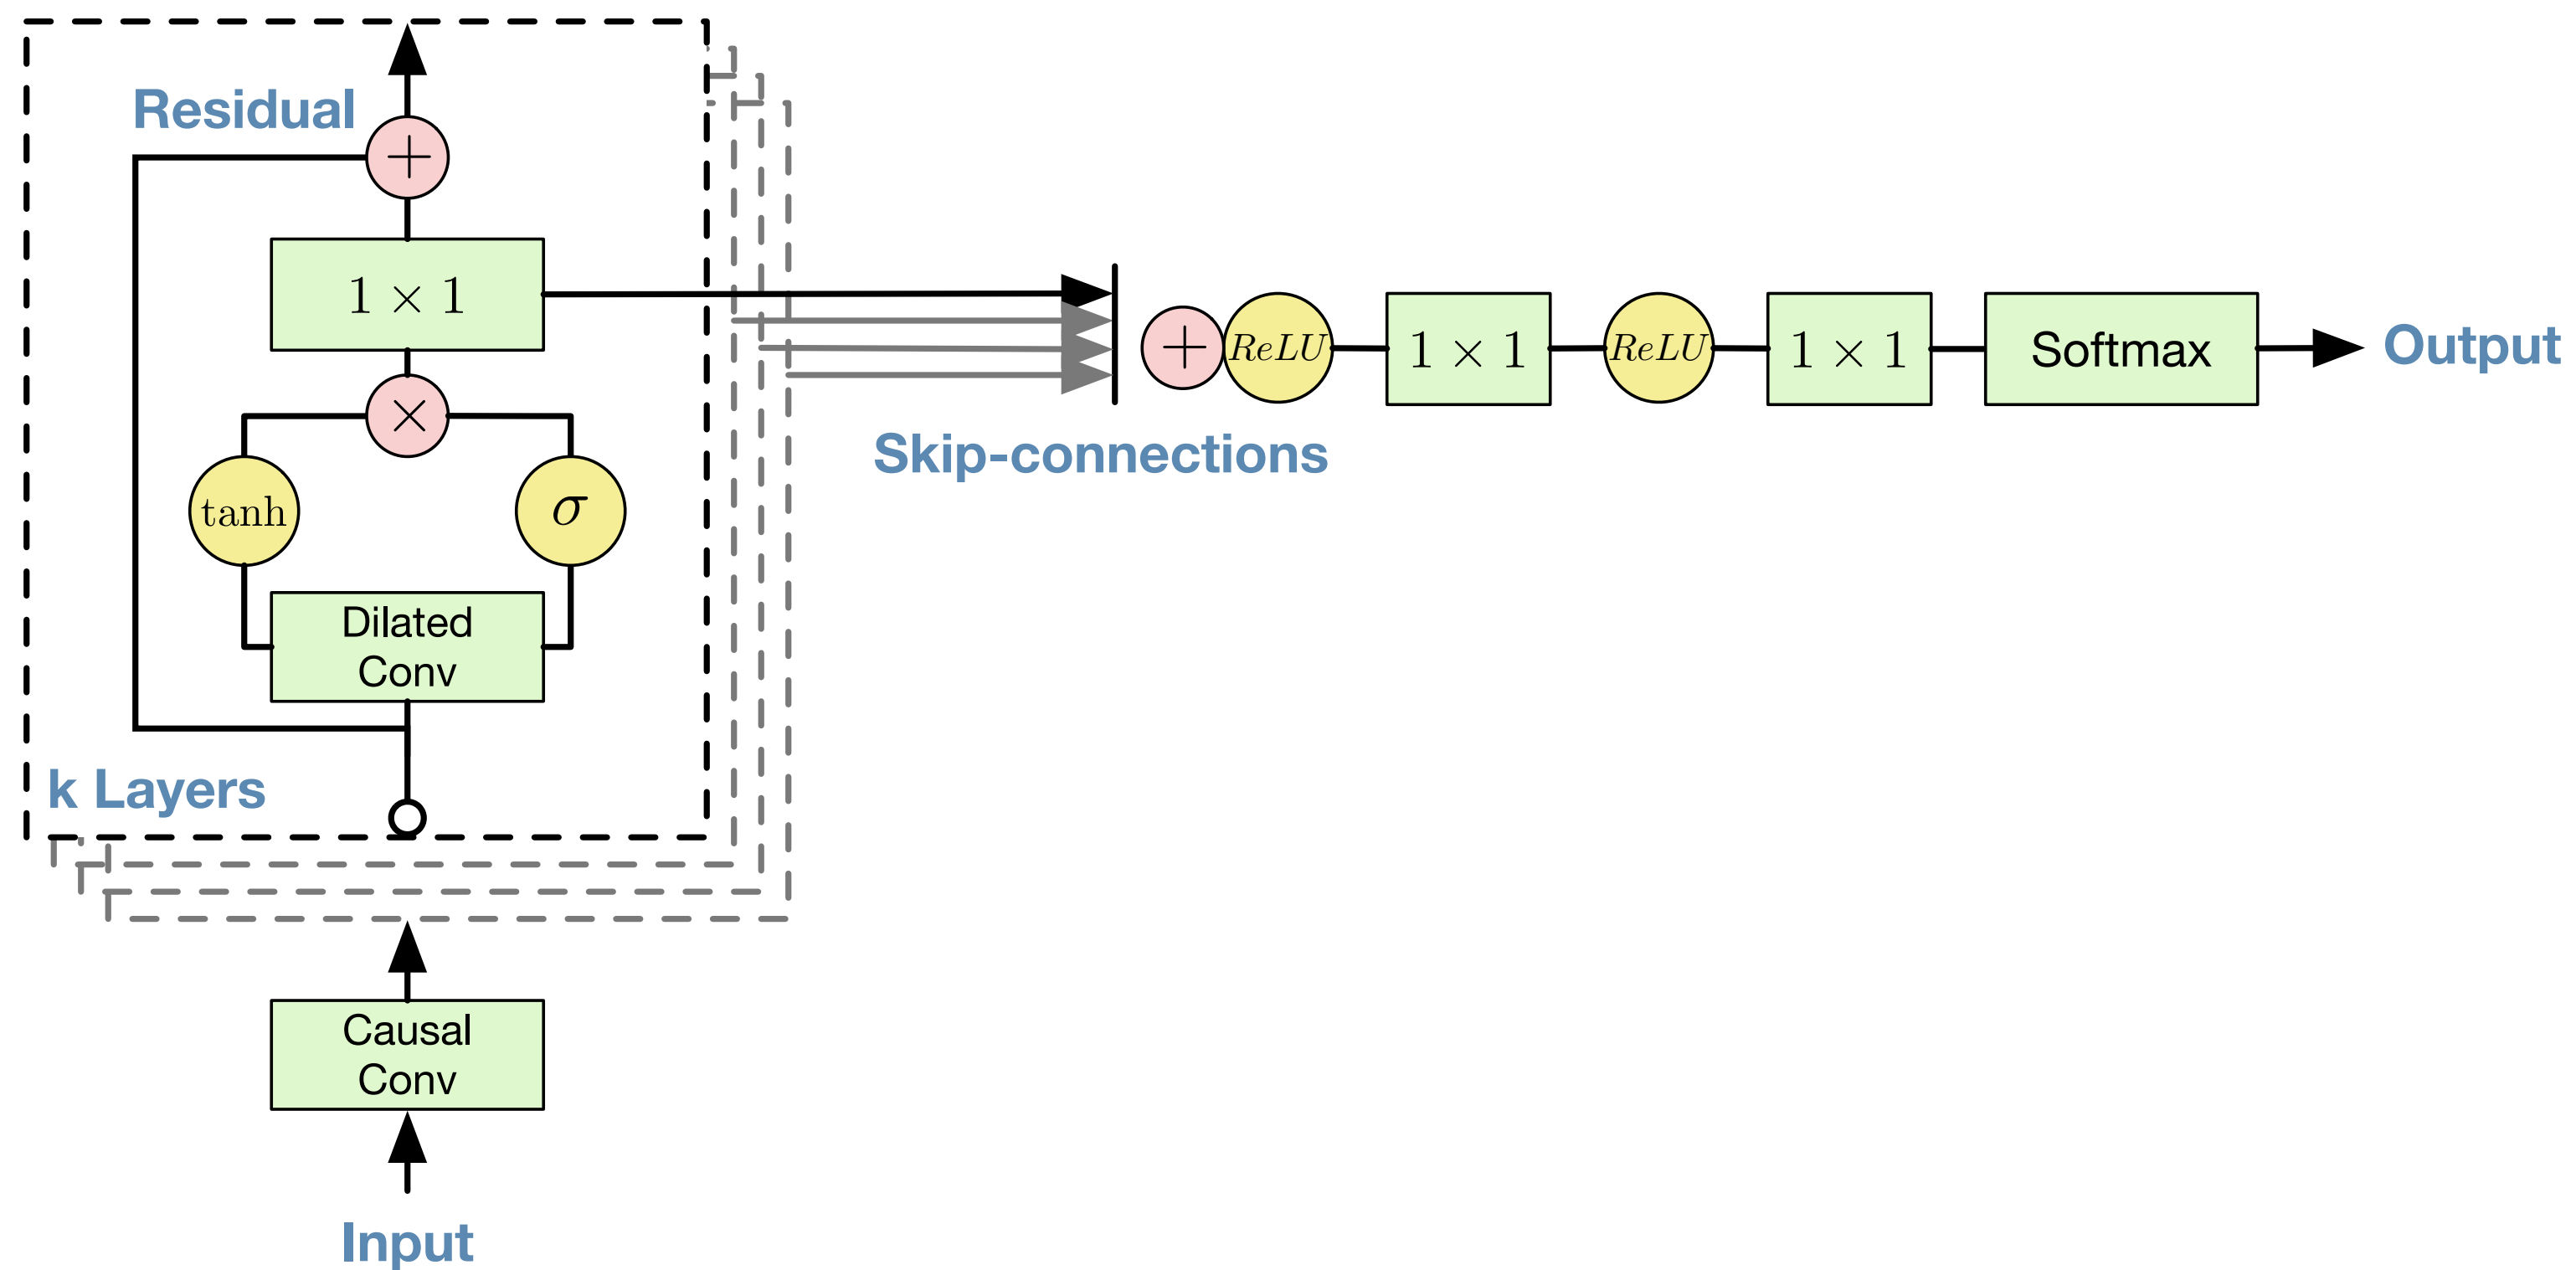 Residual
+
1 × 1
×
tanh
σ
Dilated
Conv
k Layers
Causal
Conv
Input
Skip-connections
+
ReLU
1 × 1
ReLU
1 × 1
Softmax
Output